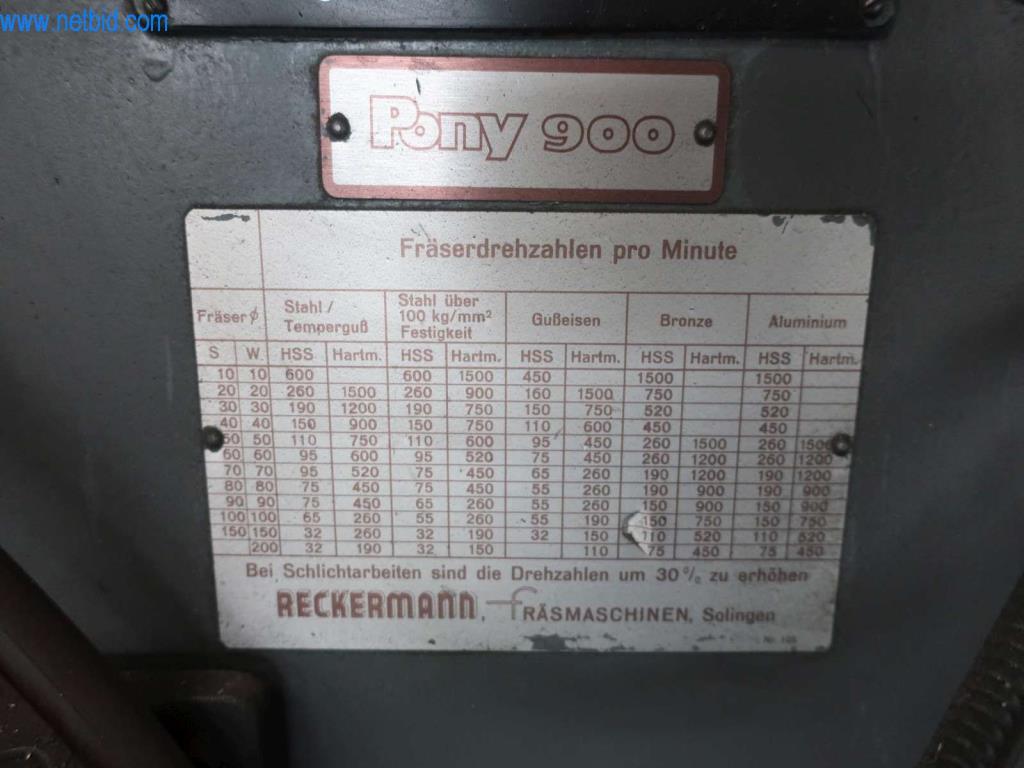 www.netbid.com
Pony 900
Fräserdrehzahlen pro Minute
Fräser ϕ Stahl / Temperguß Stahl über 100 kg/mm² Festigkeit Gußeisen Bronze Aluminium
S W HSS Hartm. HSS Hartm. HSS Hartm. HSS Hartm. HSS Hartm.
10 10 600 600 1500 450 1500 1500
20 20 260 1500 260 900 160 1500 750 750
30 30 190 1200 190 750 150 750 520 520
40 40 150 900 150 750 110 600 450 450
50 50 110 750 110 600 95 450 260 1500 260 1500
60 60 95 600 95 520 75 450 260 1200 260 1200
70 70 95 520 75 450 65 260 190 1200 190 1200
80 80 75 450 75 450 55 260 190 900 190 900
90 90 75 450 65 260 55 260 150 900 150 900
100 100 65 260 55 260 55 190 150 750 150 750
150 150 32 260 32 190 32 150 110 520 110 520
200 32 190 32 150 110 75 450 75 450
Bei Schlichtarbeiten sind die Drehzahlen um 30% zu erhöhen
RECKERMANN, FRÄSMASCHINEN, Solingen